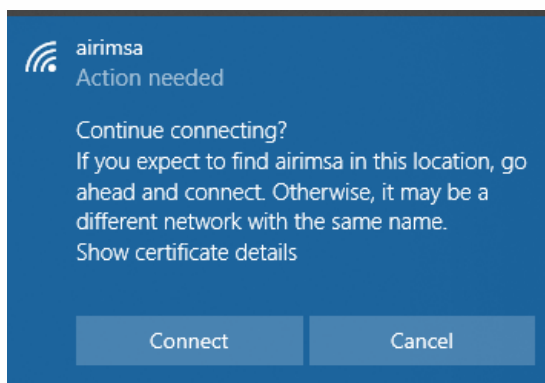 airimsa
Action needed
Continue connecting?
If you expect to find airimsa in this location, go
ahead and connect. Otherwise, it may be a
different network with the same name.
Show certificate details
Connect
Cancel